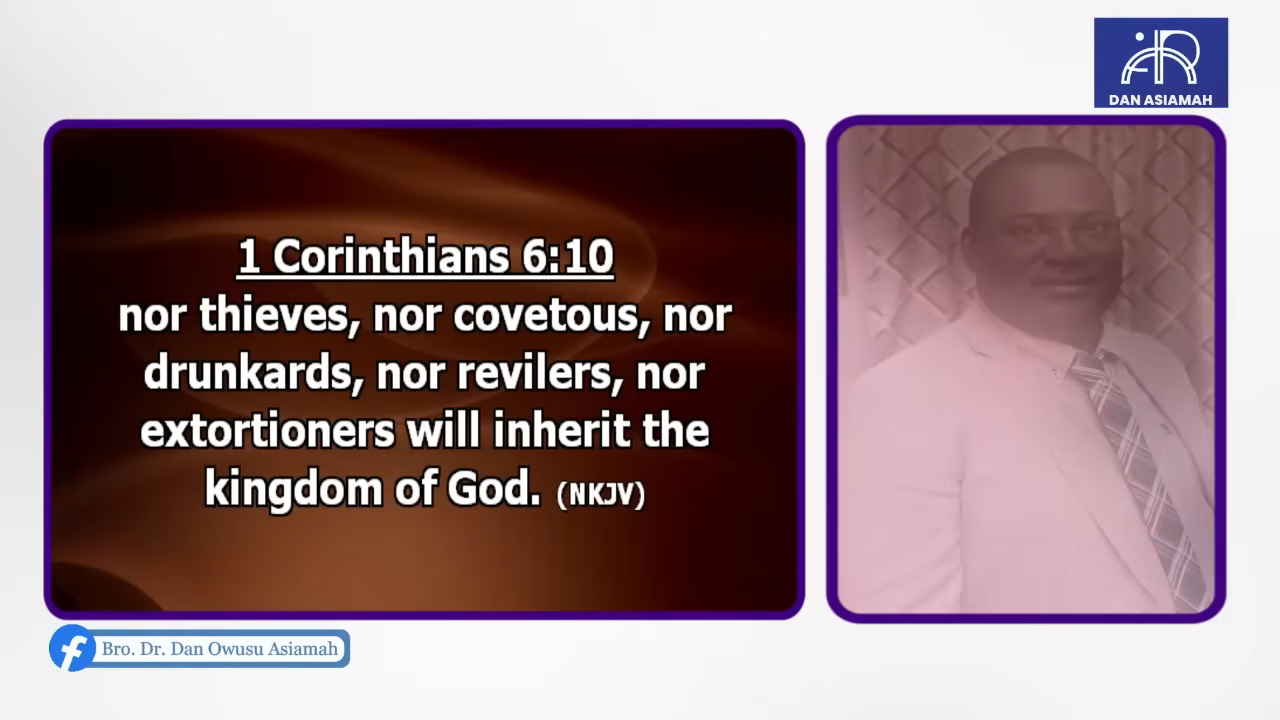 DAN ASIAMAH
1 Corinthians 6:10
nor thieves, nor covetous, nor
drunkards, nor revilers, nor
extortioners will inherit the
kingdom of God. (NKJV)
Bro. Dr. Dan Owusu Asiamah